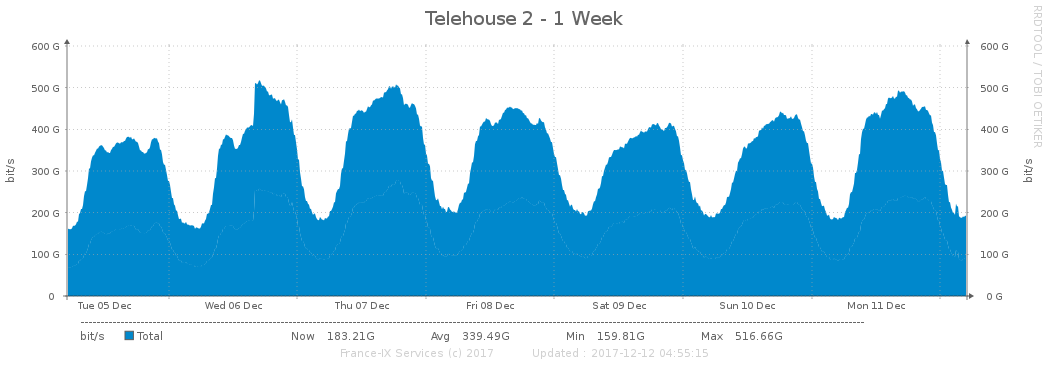 Telehouse 2 - 1 Week
RRDTOOL / TOBI OETIKER
bit/s
600 G
500 G
400 G
300 G
200 G
100 G
0
600 G
500 G
400 G
300 G
200 G
100 G
0 G
bit/s
Tue 05 Dec Wed 06 Dec Thu 07 Dec Fri 08 Dec Sat 09 Dec Sun 10 Dec Mon 11 Dec
bit/s Total Now 183.21G Avg 339.49G Min 159.81G Max 516.66G
France-IX Services (c) 2017 Updated : 2017-12-12 04:55:15